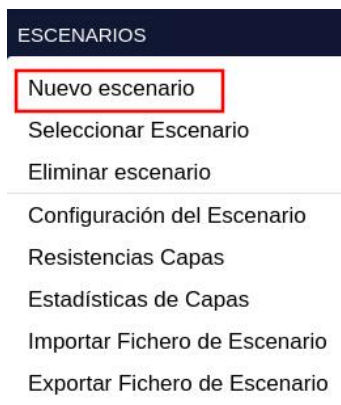 ESCENARIOS
Nuevo escenario
Seleccionar Escenario
Eliminar escenario
Configuración del Escenario
Resistencias Capas
Estadísticas de Capas
Importar Fichero de Escenario
Exportar Fichero de Escenario